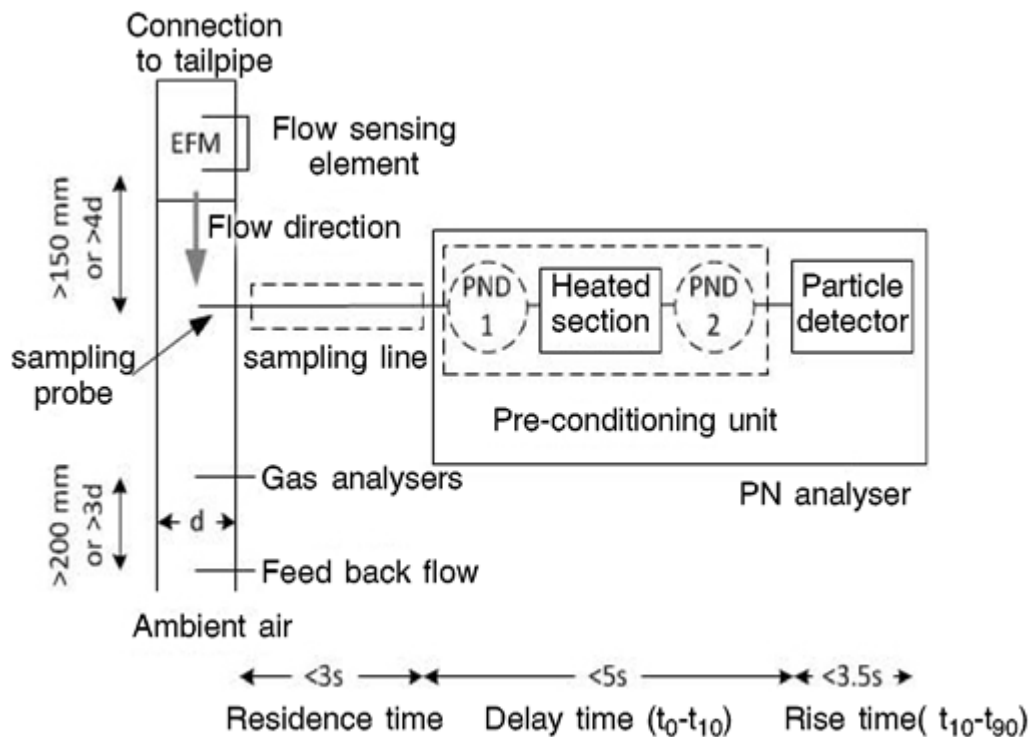 Connection
to tailpipe
EFM
Flow sensing
element
>150 mm
or >4d
Flow direction
PND
1
Heated
section
PND
2
Particle
detector
sampling
probe
sampling line
Pre-conditioning unit
PN analyser
>200 mm
or >3d
Gas analysers
d
Feed back flow
Ambient air
<3s
<5s
<3.5s
Residence time
Delay time (t₀-t₁₀)
Rise time( t₁₀-t₉₀)